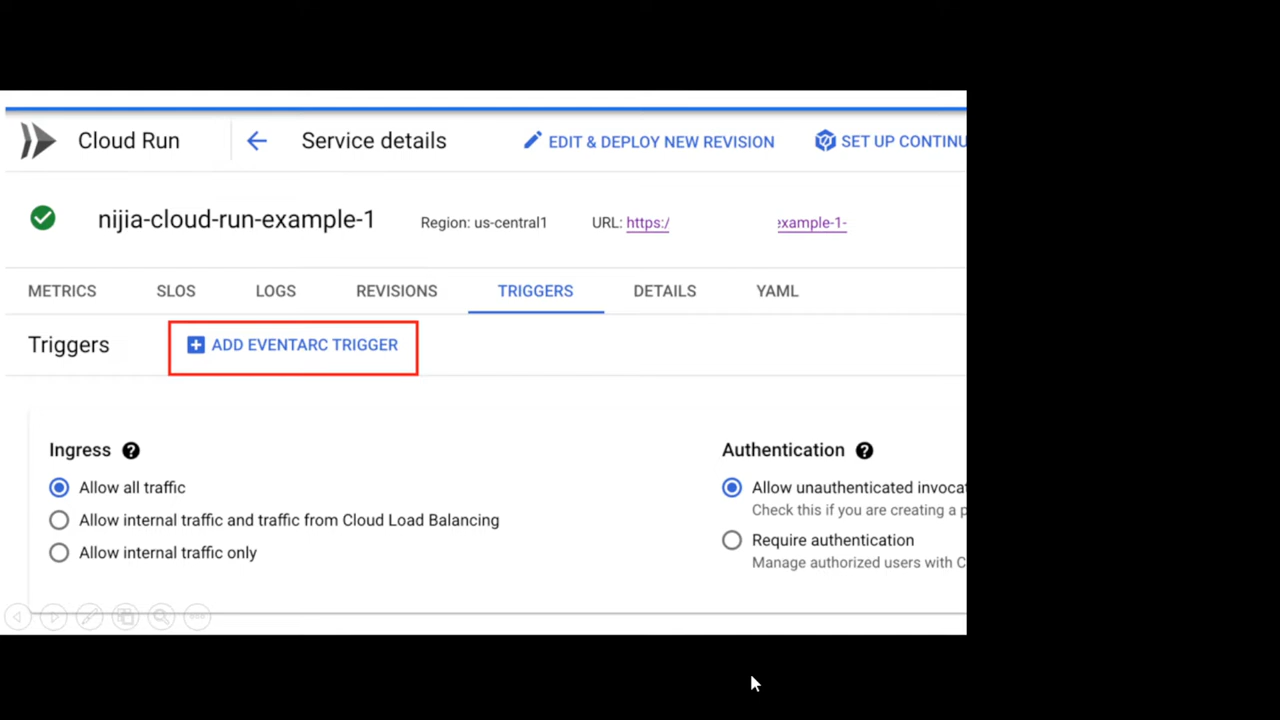 Cloud Run
Service details
EDIT & DEPLOY NEW REVISION
SET UP CONTINU
nijia-cloud-run-example-1
Region: us-central1
URL: https:/ example-1-
METRICS
SLOS
LOGS
REVISIONS
TRIGGERS
DETAILS
YAML
Triggers
ADD EVENTARC TRIGGER
Ingress
Allow all traffic
Allow internal traffic and traffic from Cloud Load Balancing
Allow internal traffic only
Authentication
Allow unauthenticated invocat
Check this if you are creating a p
Require authentication
Manage authorized users with C